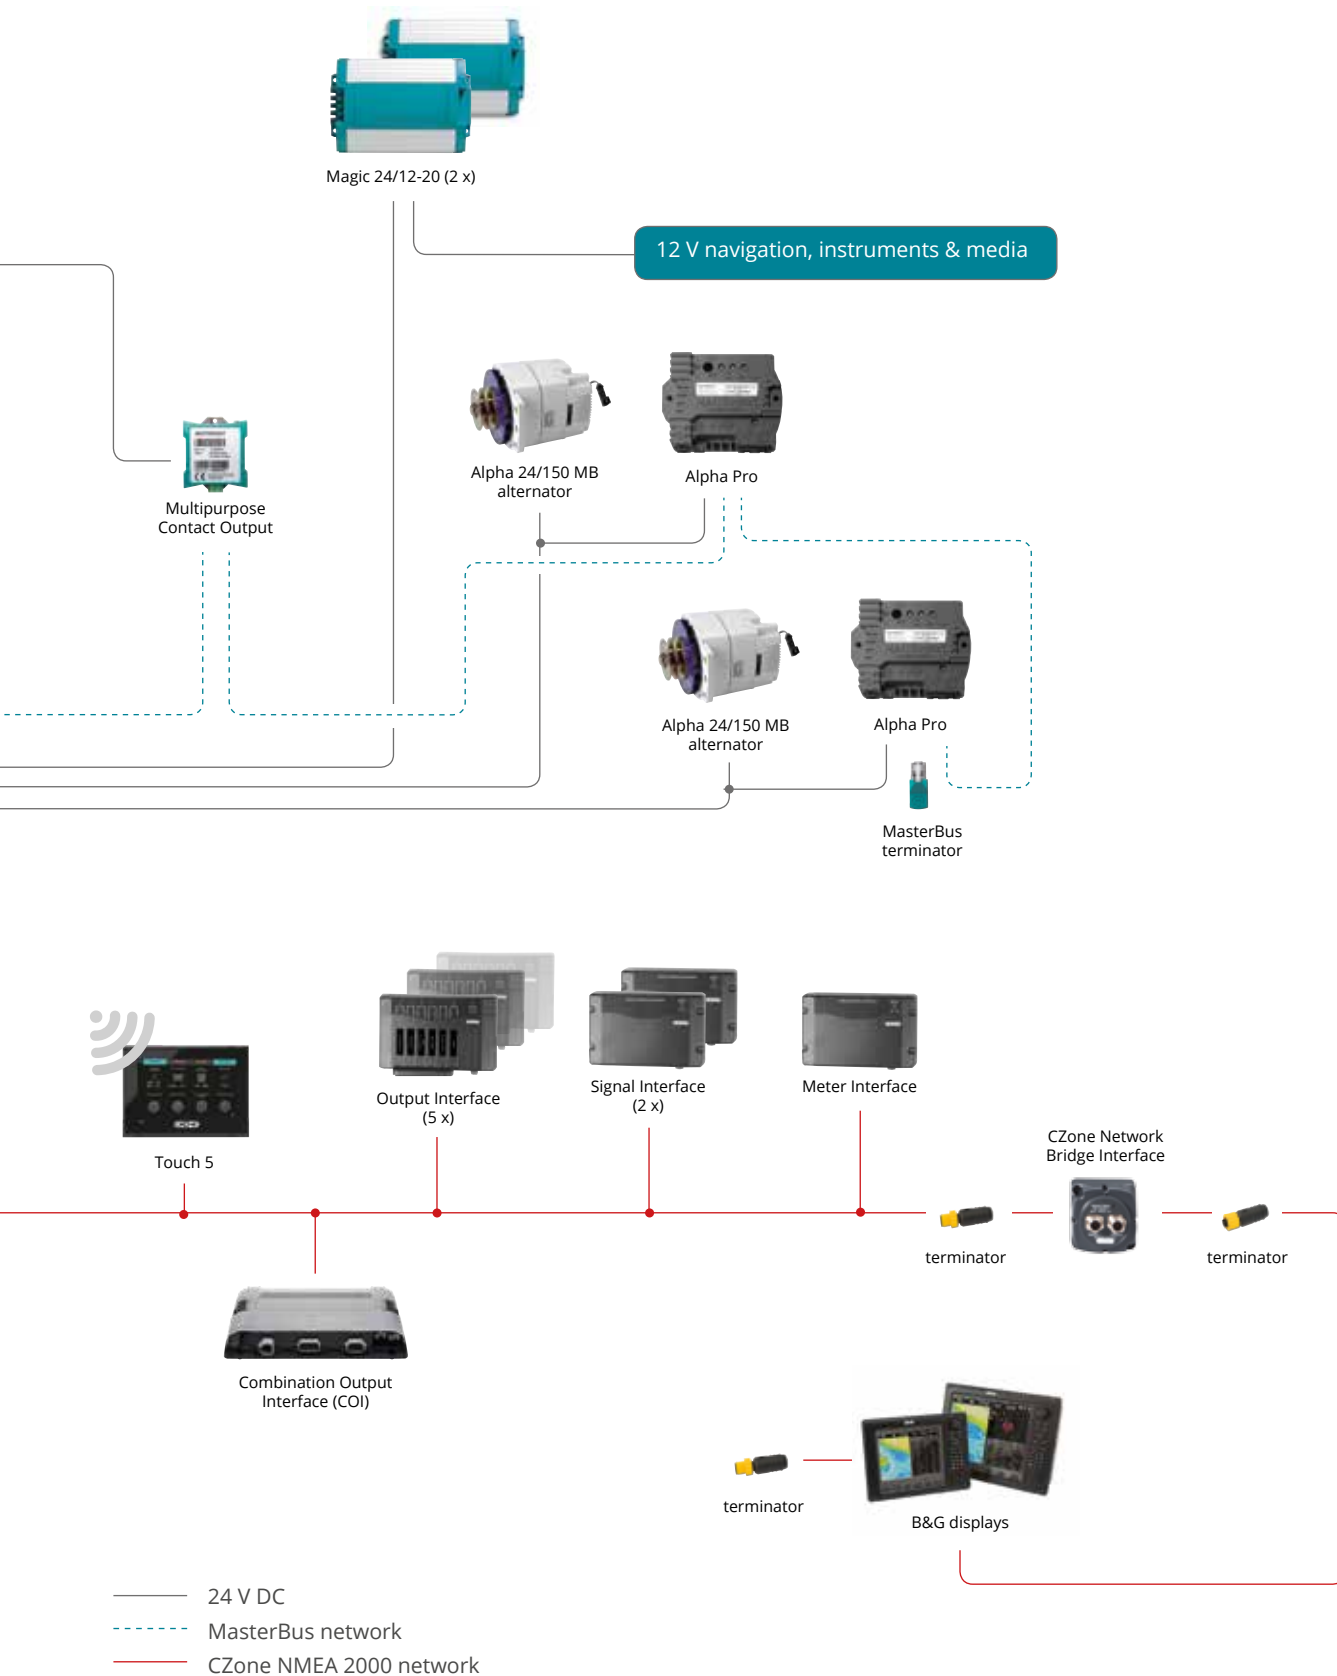 Magic 24/12-20 (2 x)
12 V navigation, instruments & media
Alpha 24/150 MB
alternator
Alpha Pro
Multipurpose
Contact Output
Alpha 24/150 MB
alternator
Alpha Pro
MasterBus
terminator
Output Interface
(5 x)
Signal Interface
(2 x)
Meter Interface
Touch 5
CZone Network
Bridge Interface
terminator
terminator
Combination Output
Interface (COI)
terminator
B&G displays
24 V DC
MasterBus network
CZone NMEA 2000 network